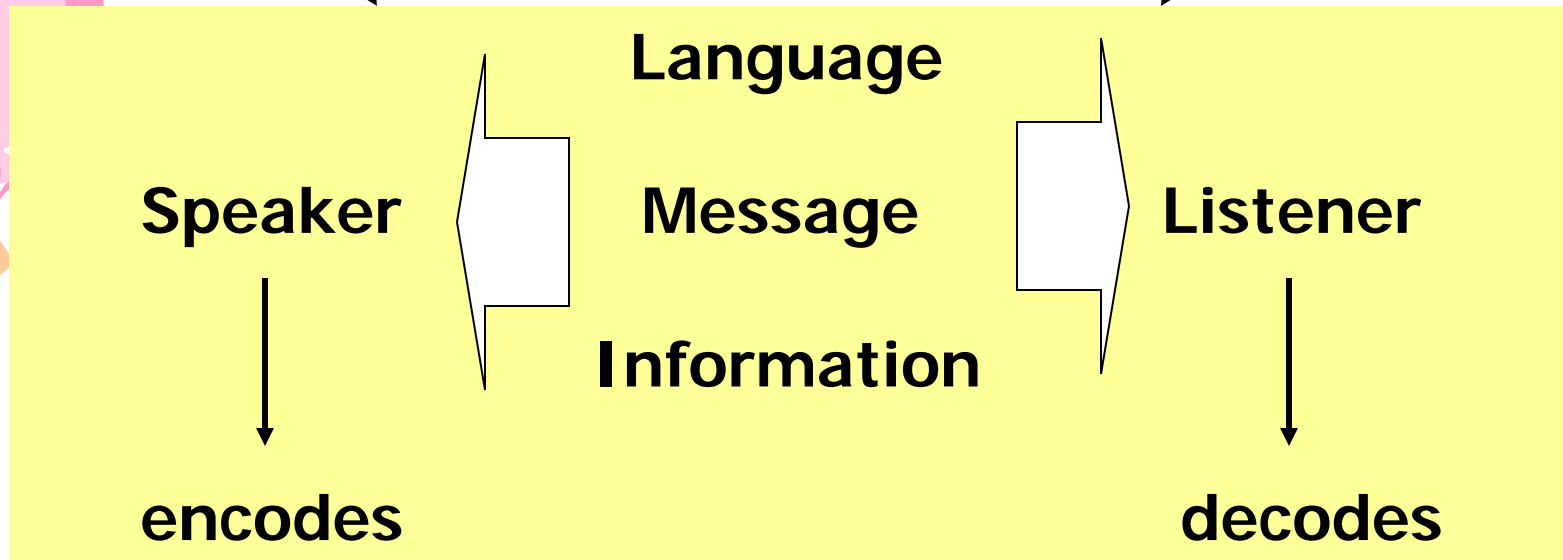 Language
Speaker Message Listener
Information
encodes decodes